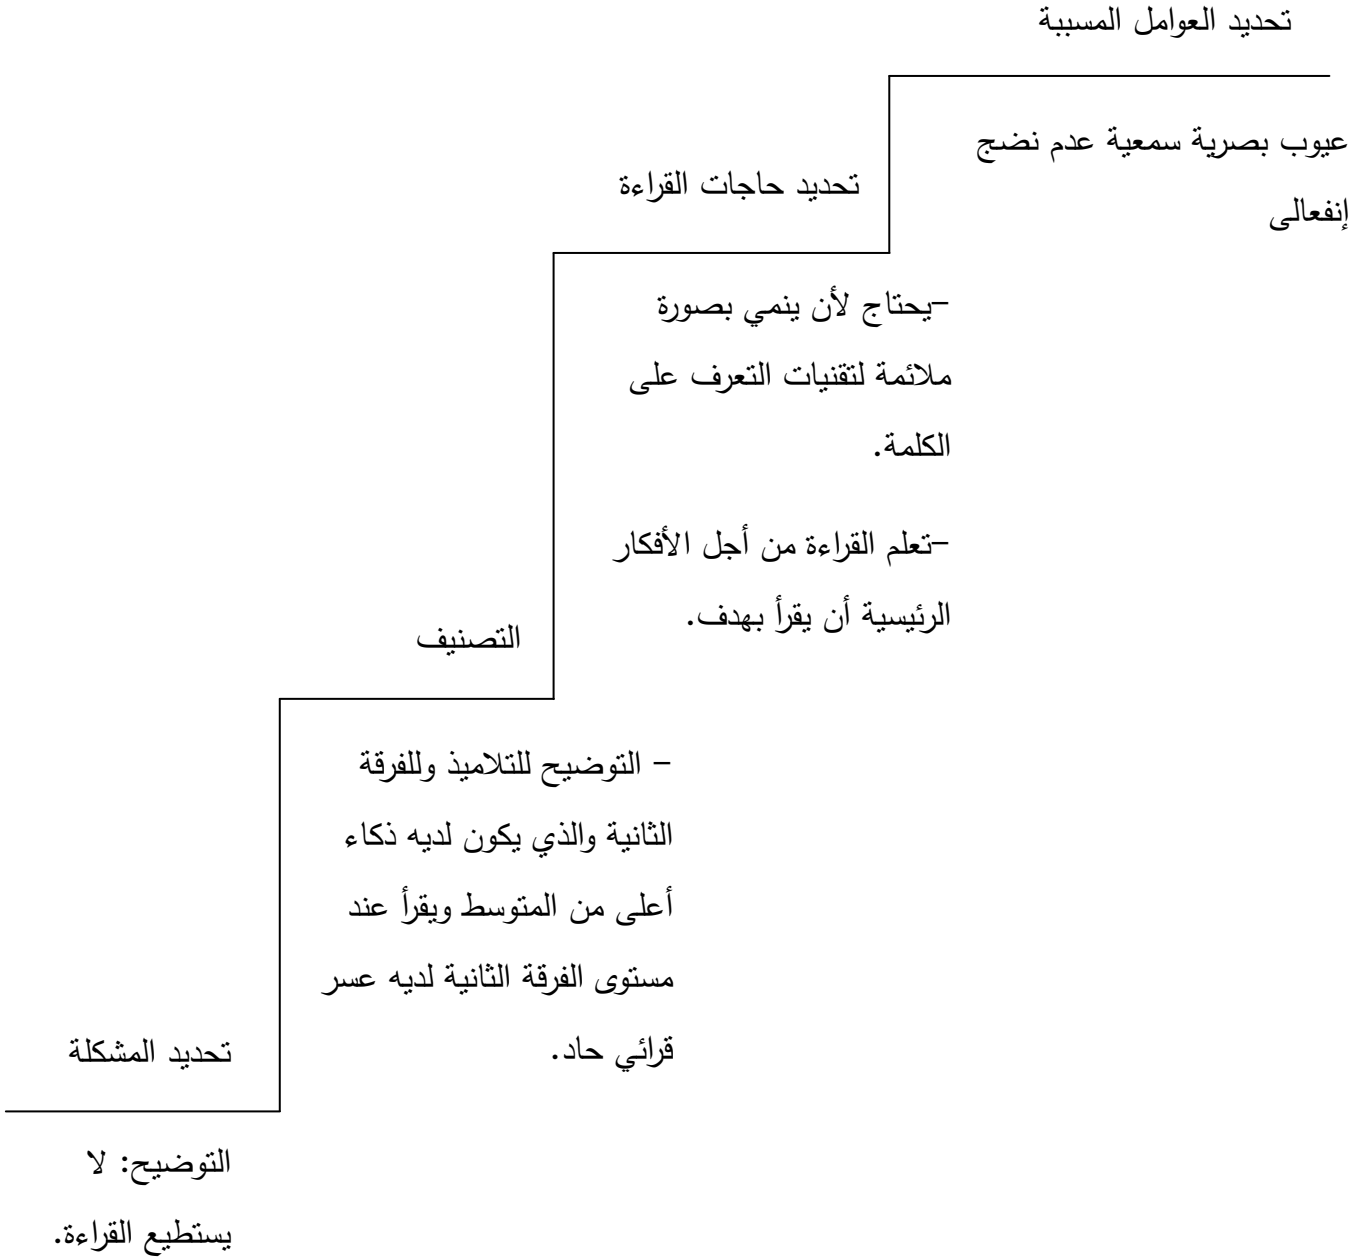 تحديد العوامل المسببة
عيوب بصرية سمعية عدم نضج
إنفعالى
تحديد حاجات القراءة
-يحتاج لأن ينمي بصورة
ملائمة لتقنيات التعرف على
الكلمة.
-تعلم القراءة من أجل الأفكار
الرئيسية أن يقرأ بهدف.
التصنيف
- التوضيح للتلاميذ وللفرقة
الثانية والذي يكون لديه ذكاء
أعلى من المتوسط ويقرأ عند
مستوى الفرقة الثانية لديه عسر
قرائي حاد.
تحديد المشكلة
التوضيح: لا
يستطيع القراءة.